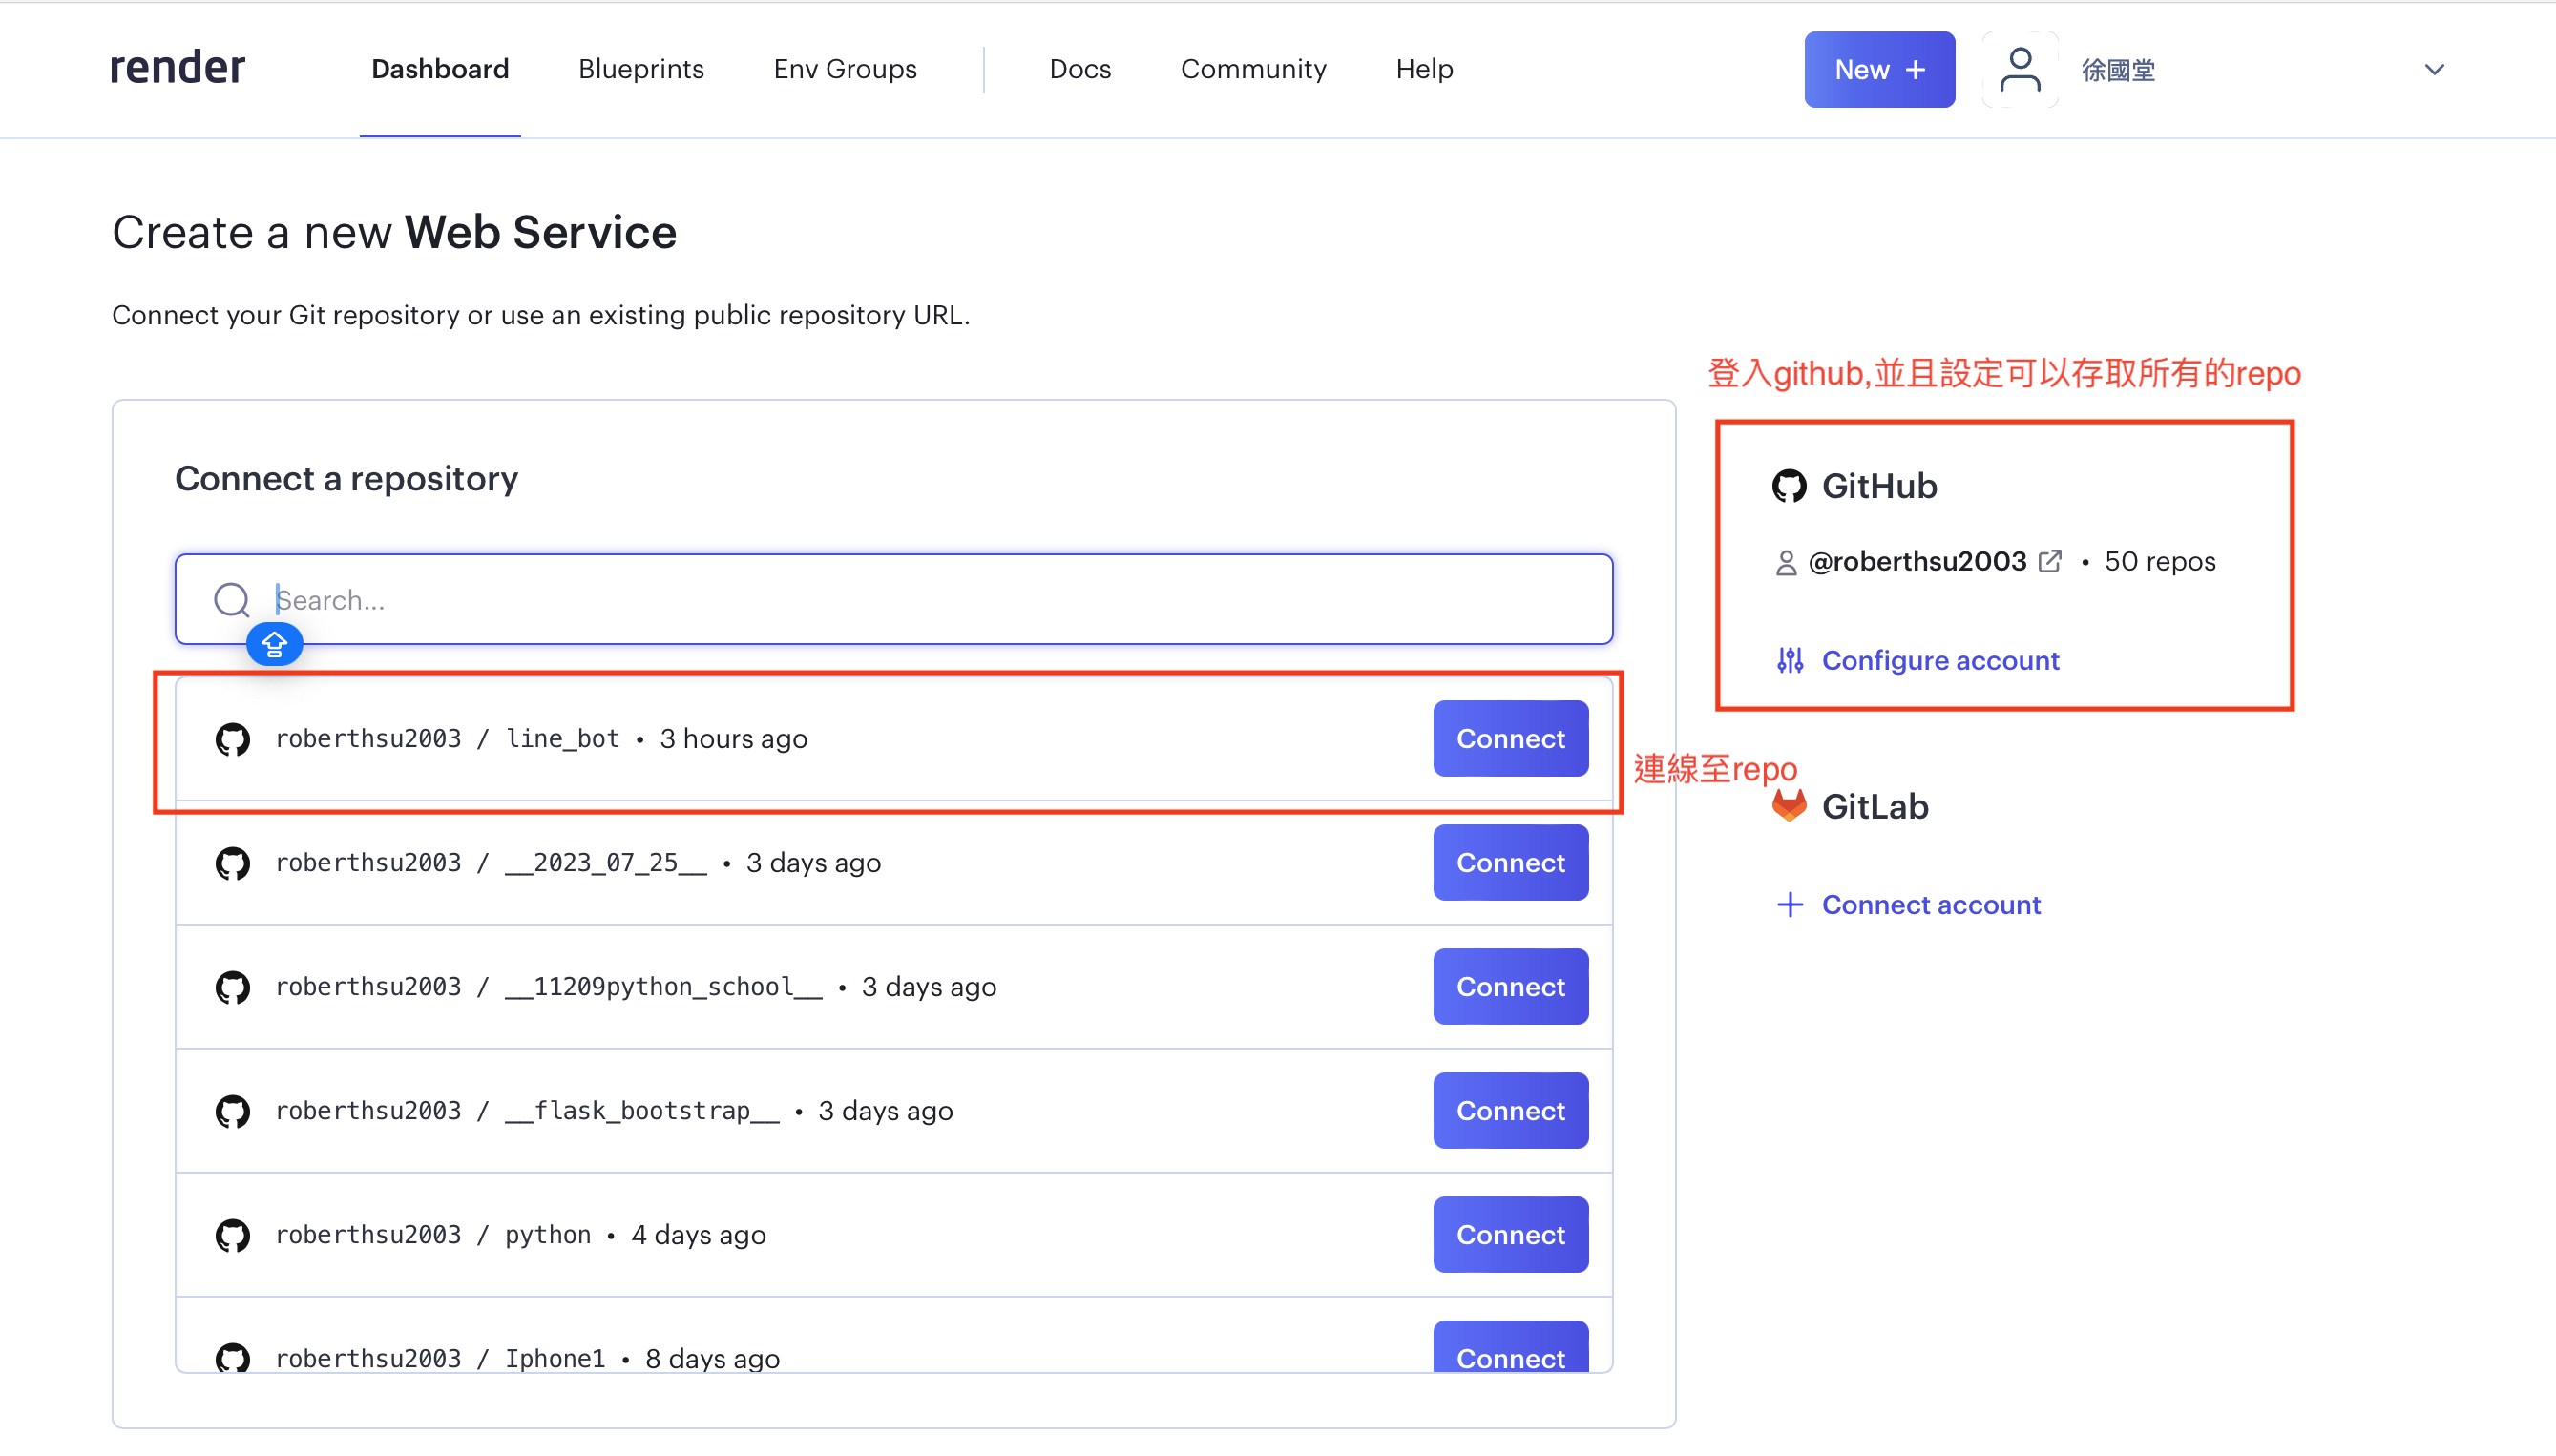 render
Dashboard
Blueprints
Env Groups
Docs
Community
Help
New +
徐國堂
Create a new Web Service
Connect your Git repository or use an existing public repository URL.
登入github,並且設定可以存取所有的repo
Connect a repository
Search...
roberthsu2003 / line_bot • 3 hours ago
Connect
連線至repo
roberthsu2003 / __2023_07_25__ • 3 days ago
Connect
roberthsu2003 / __11209python_school__ • 3 days ago
Connect
roberthsu2003 / __flask_bootstrap__ • 3 days ago
Connect
roberthsu2003 / python • 4 days ago
Connect
roberthsu2003 / Iphone1 • 8 days ago
Connect
GitHub
@roberthsu2003 • 50 repos
Configure account
GitLab
Connect account